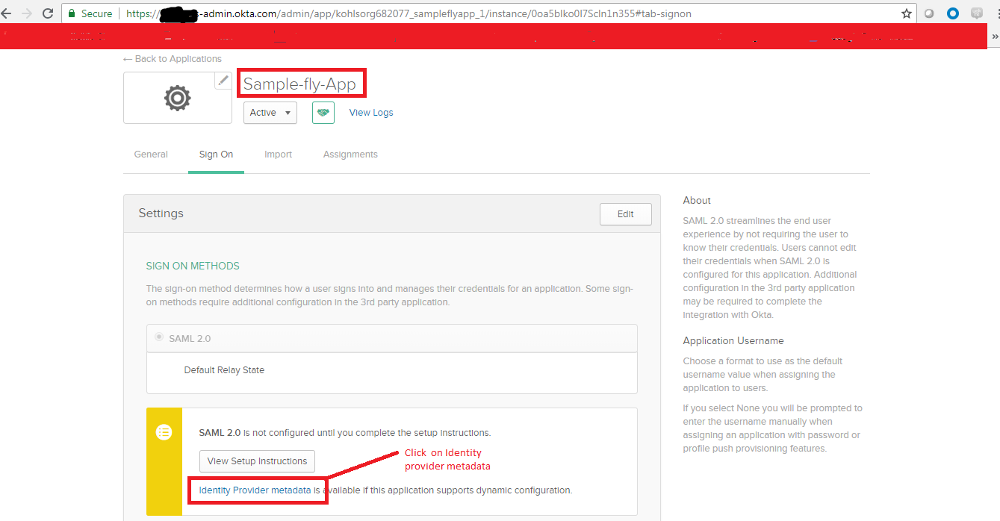 Secure https://
s-admin.okta.com/admin/app/kohlsorg682077_sampleflyapp_1/instance/0oa5blko0l7Scln1n355#tab-signon
← Back to Applications
Sample-fly-App
Active
View Logs
General Sign On Import Assignments
Settings
Edit
SIGN ON METHODS
The sign-on method determines how a user signs into and manages their credentials for an application. Some sign-
on methods require additional configuration in the 3rd party application.
SAML 2.0
Default Relay State
SAML 2.0 is not configured until you complete the setup instructions.
View Setup Instructions
Click on Identity
provider metadata
Identity Provider metadata is available if this application supports dynamic configuration.
About
SAML 2.0 streamlines the end user
experience by not requiring the user to
know their credentials. Users cannot edit
their credentials when SAML 2.0 is
configured for this application. Additional
configuration in the 3rd party application
may be required to complete the
integration with Okta.
Application Username
Choose a format to use as the default
username value when assigning the
application to users.
If you select None you will be prompted to
enter the username manually when
assigning an application with password or
profile push provisioning features.